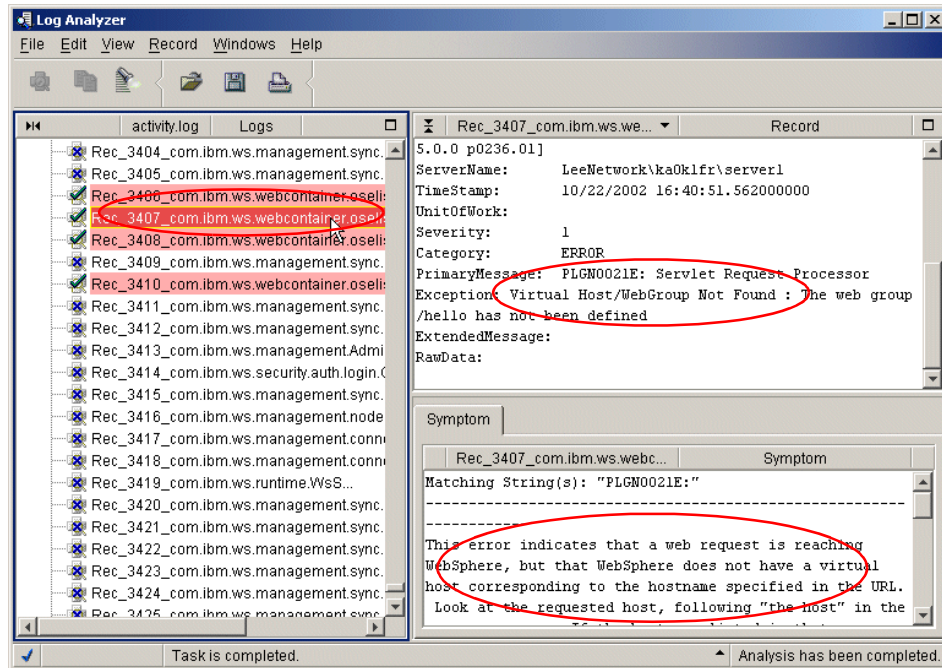 Log Analyzer
File Edit View Record Windows Help
activity.log Logs
Rec_3404_com.ibm.ws.management.sync.
Rec_3405_com.ibm.ws.management.sync.
Rec_3406_com.ibm.ws.webcontainer.oseli
Rec_3407_com.ibm.ws.webcontainer.oseli
Rec_3408_com.ibm.ws.webcontainer.oseli
Rec_3409_com.ibm.ws.management.sync.
Rec_3410_com.ibm.ws.webcontainer.oseli
Rec_3411_com.ibm.ws.management.sync.
Rec_3412_com.ibm.ws.management.sync.
Rec_3413_com.ibm.ws.management.Admi
Rec_3414_com.ibm.ws.security.auth.login.C
Rec_3415_com.ibm.ws.management.sync.
Rec_3416_com.ibm.ws.management.node
Rec_3417_com.ibm.ws.management.conn
Rec_3418_com.ibm.ws.management.conn
Rec_3419_com.ibm.ws.runtime.WsS...
Rec_3420_com.ibm.ws.management.sync.
Rec_3421_com.ibm.ws.management.sync.
Rec_3422_com.ibm.ws.management.sync.
Rec_3423_com.ibm.ws.management.sync.
Rec_3424_com.ibm.ws.management.sync.
Rec_3425_com.ibm.ws.management.sync
Rec_3407_com.ibm.ws.we... Record
5.0.0 p0236.01]
ServerName: LeeNetwork\ka0klfr\server1
TimeStamp: 10/22/2002 16:40:51.562000000
UnitOfWork:
Severity: 1
Category: ERROR
PrimaryMessage: PLGN0021E: Servlet Request Processor
Exception: Virtual Host/WebGroup Not Found : The web group
/hello has not been defined
ExtendedMessage:
RawData:
Symptom
Rec_3407_com.ibm.ws.webc... Symptom
Matching String(s): "PLGN0021E:"
------------------------------------------------------
------------
This error indicates that a web request is reaching
WebSphere, but that WebSphere does not have a virtual
host corresponding to the hostname specified in the URL.
Look at the requested host, following "the host" in the
Task is completed.
Analysis has been completed.